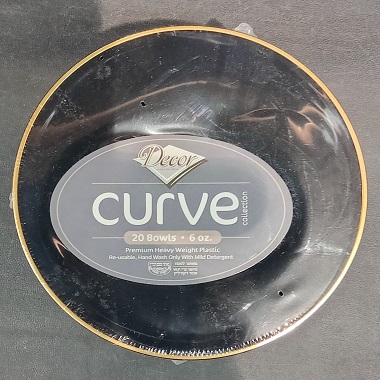 Decor
curve
collection
20 Bowls • 6 oz.
Premium Heavy Weight Plastic
Re-usable, Hand Wash Only With Mild Detergent